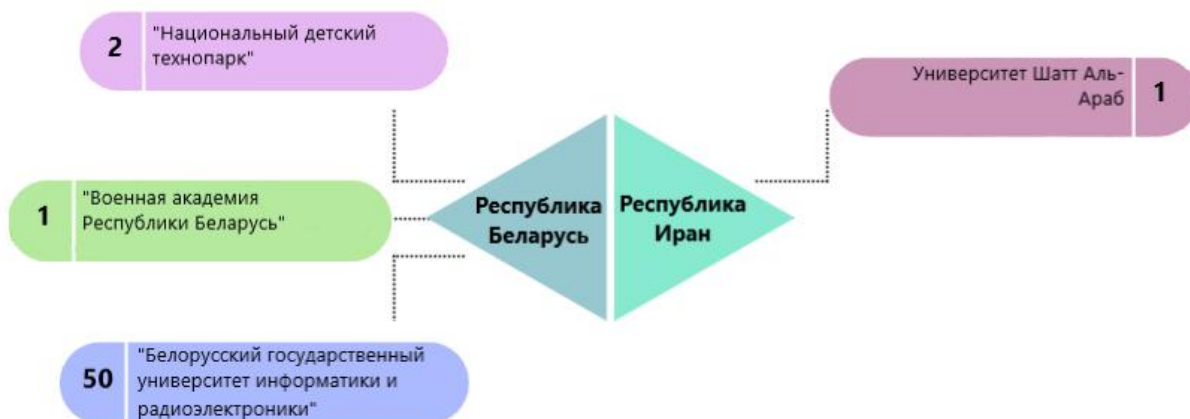 2
"Национальный детский
технопарк"
Университет Шатт Аль-
Араб
1
1
"Военная академия
Республики Беларусь"
Республика
Беларусь
Республика
Иран
50
"Белорусский государственный
университет информатики и
радиоэлектроники"